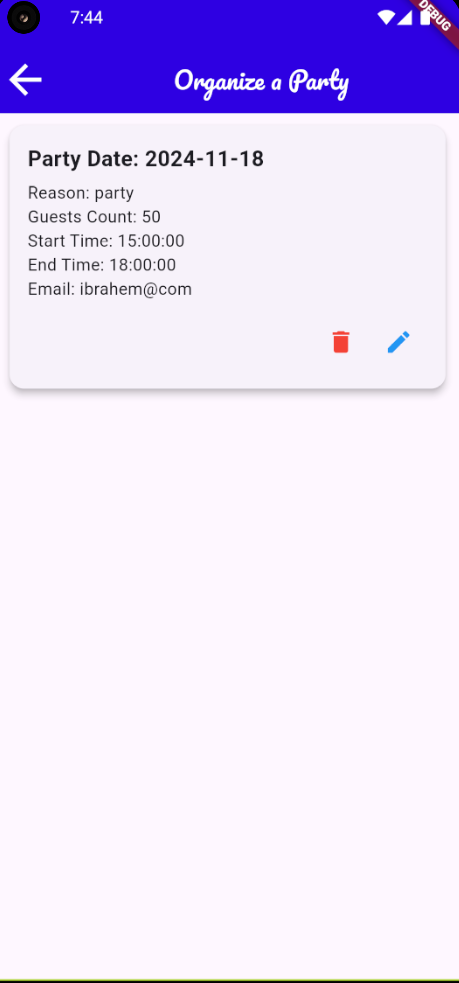 7:44
DEBUG
Organize a Party
Party Date: 2024-11-18
Reason: party
Guests Count: 50
Start Time: 15:00:00
End Time: 18:00:00
Email: ibrahem@com